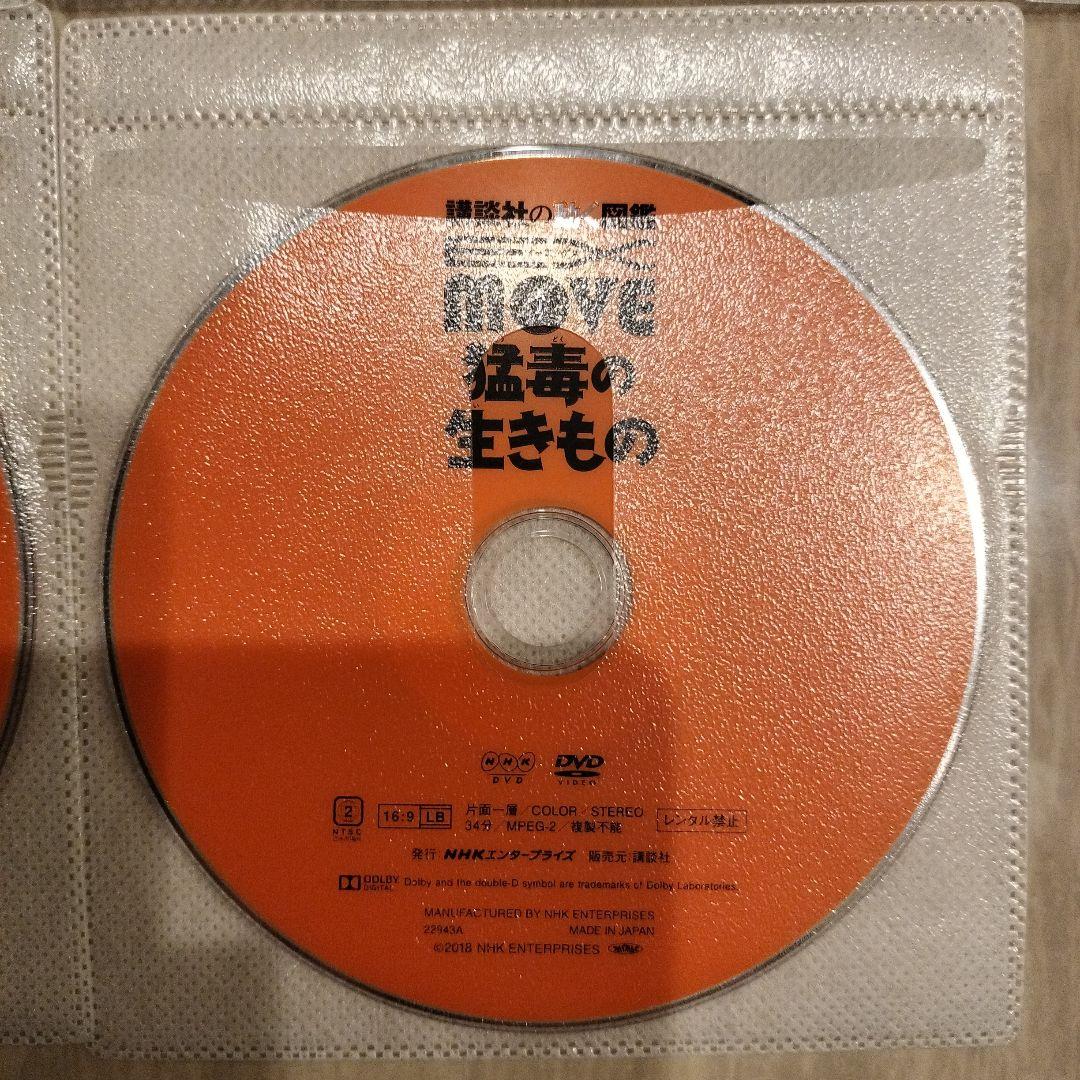 講談社の動く図鑑
EX
MOVE
どく
猛毒の
生きもの
NHK
DVD
DVD
VIDEO
2
NTSC
16:9 LB
片面一層/COLOR/STEREO
34分/MPEG-2/複製不能
レンタル禁止
発行:NHKエンタープライズ 販売元:講談社
DOLBY
DIGITAL
Dolby and the double-D symbol are trademarks of Dolby Laboratories.
MANUFACTURED BY NHK ENTERPRISES
22943A MADE IN JAPAN
©2018 NHK ENTERPRISES